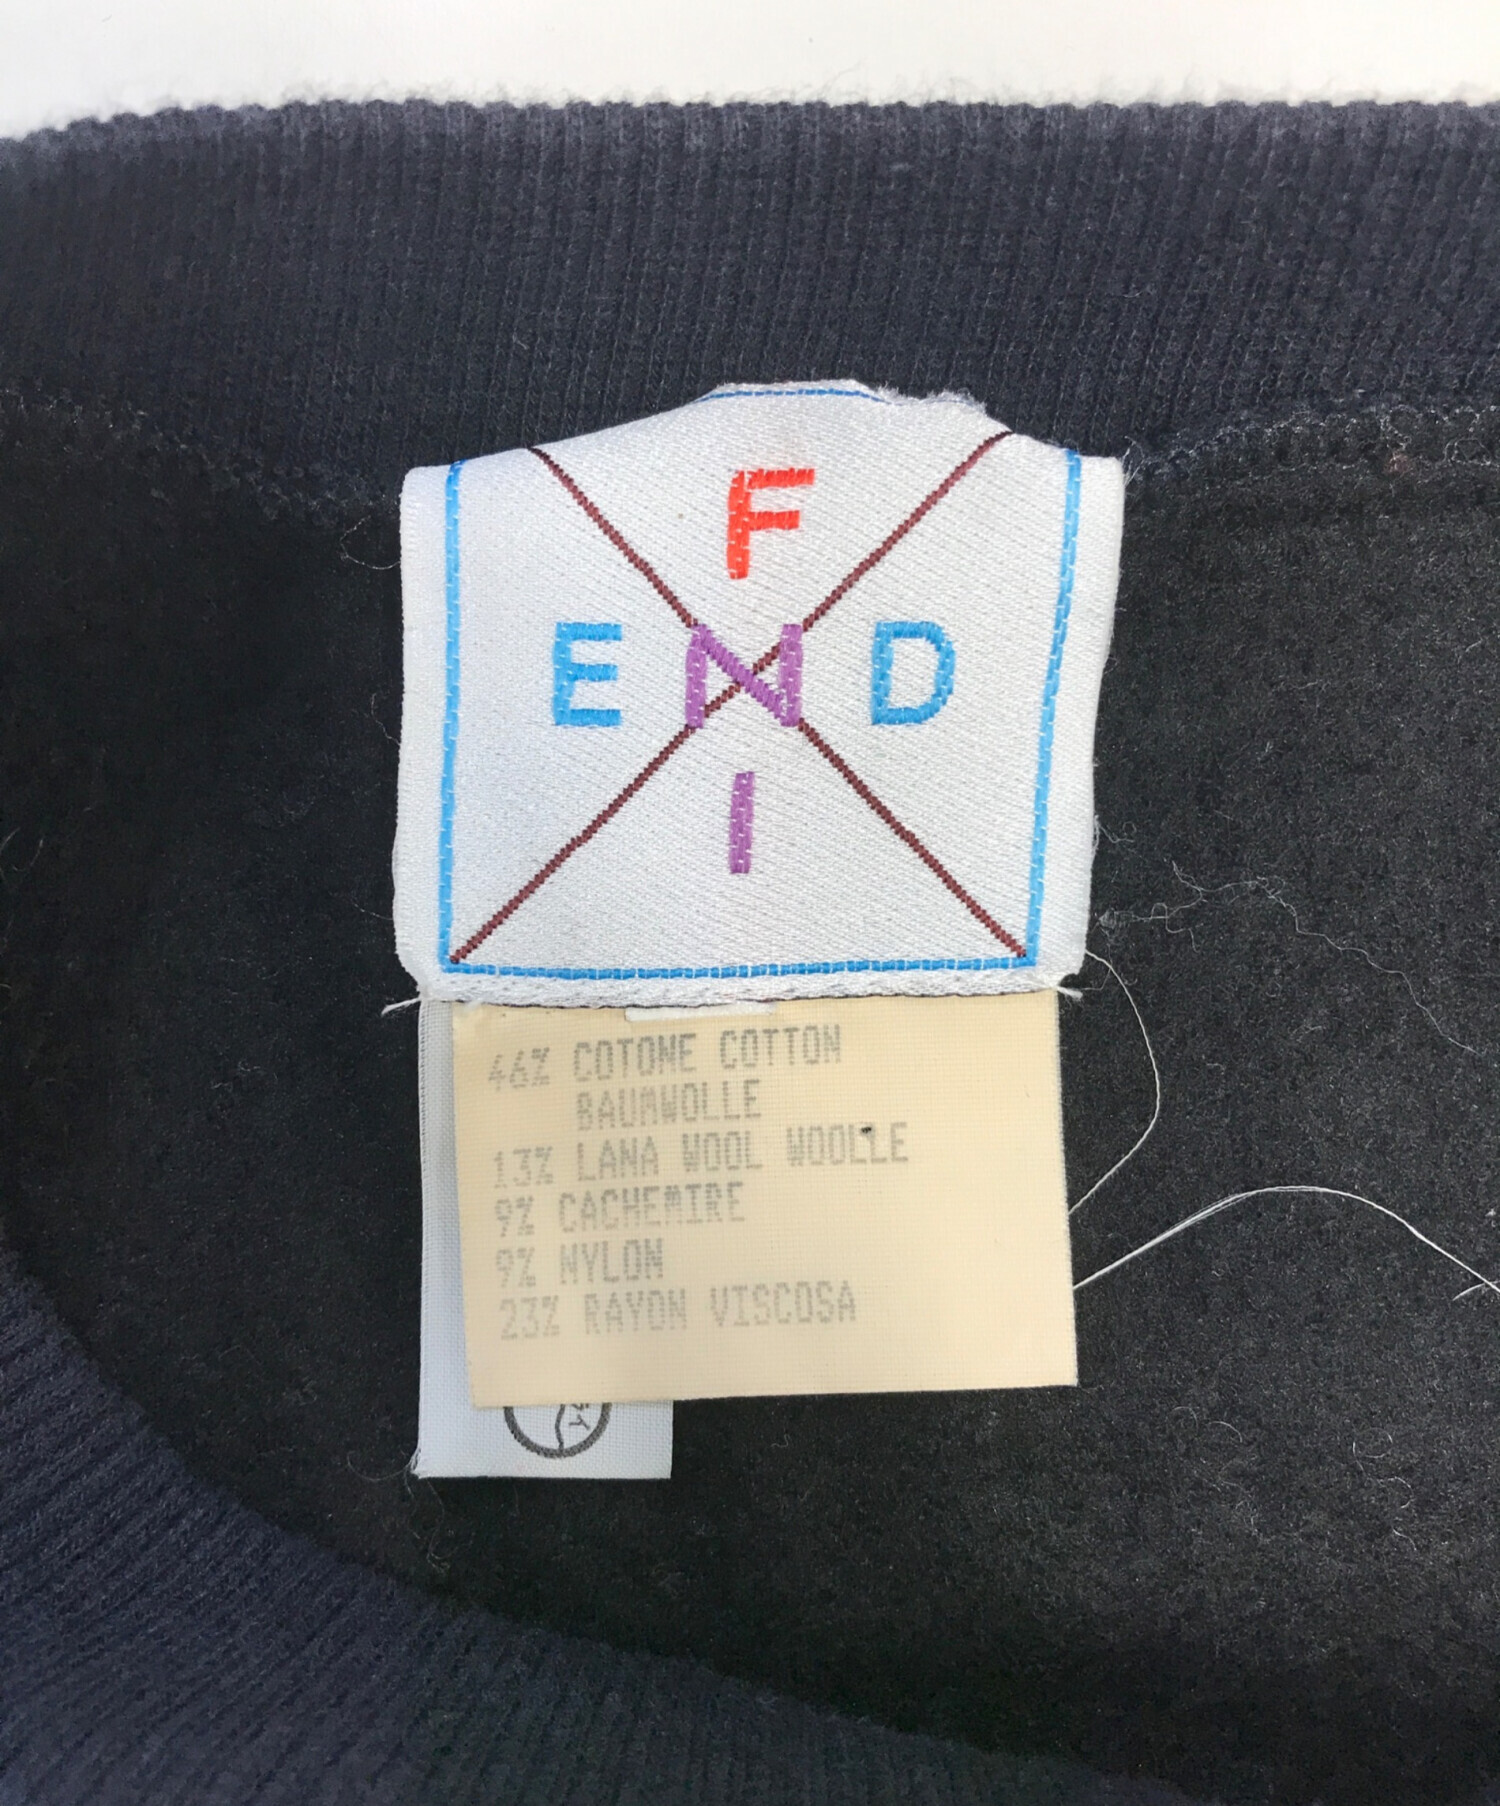 F
E N D
I
46% COTONE COTTON
BAUMWOLLE
13% LANA WOOL WOOLLE
9% CACHEMIRE
9% NYLON
23% RAYON VISCOSA